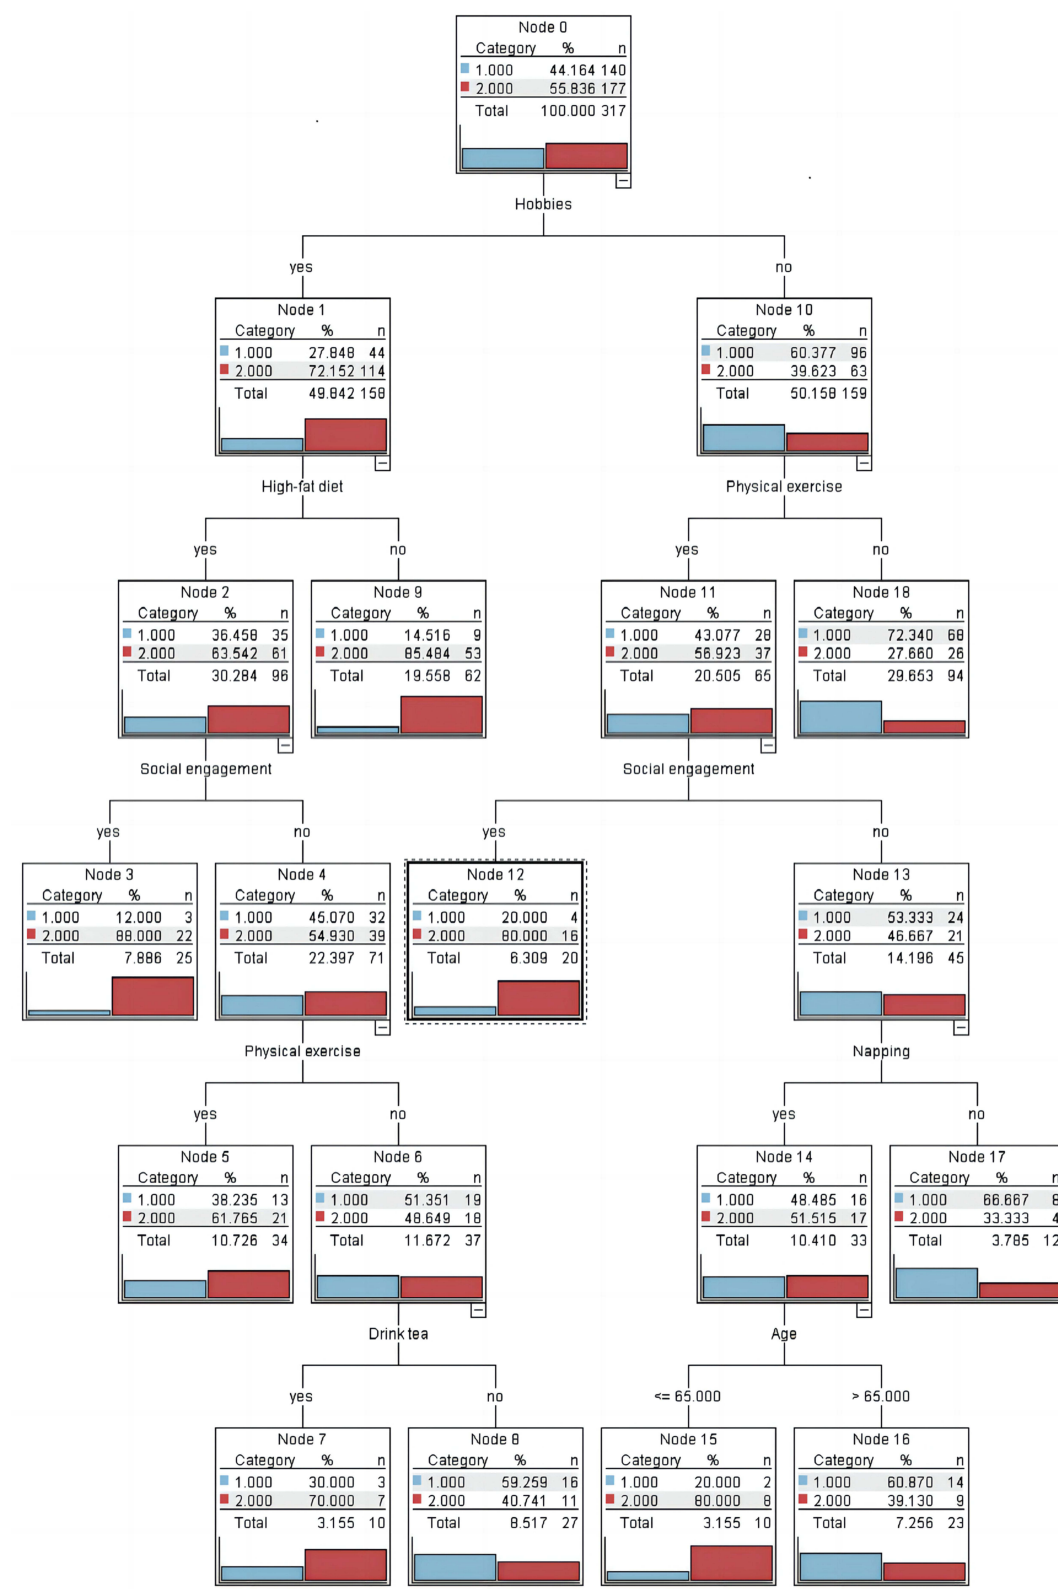 Node 0
Category % n
1.000 44.164 140
2.000 55.836 177
Total 100.000 317
Hobbies
yes
no
Node 1
Category % n
1.000 27.848 44
2.000 72.152 114
Total 49.842 158
Node 10
Category % n
1.000 60.377 96
2.000 39.623 63
Total 50.158 159
High-fat diet
Physical exercise
yes
no
yes
no
Node 2
Category % n
1.000 36.458 35
2.000 63.542 61
Total 30.284 96
Node 9
Category % n
1.000 14.516 9
2.000 85.484 53
Total 19.558 62
Node 11
Category % n
1.000 43.077 28
2.000 56.923 37
Total 20.505 65
Node 18
Category % n
1.000 72.340 68
2.000 27.660 26
Total 29.653 94
Social engagement
Social engagement
yes
no
yes
no
Node 3
Category % n
1.000 12.000 3
2.000 88.000 22
Total 7.886 25
Node 4
Category % n
1.000 45.070 32
2.000 54.930 39
Total 22.397 71
Node 12
Category % n
1.000 20.000 4
2.000 80.000 16
Total 6.309 20
Node 13
Category % n
1.000 53.333 24
2.000 46.667 21
Total 14.196 45
Physical exercise
Napping
yes
no
yes
no
Node 5
Category % n
1.000 38.235 13
2.000 61.765 21
Total 10.726 34
Node 6
Category % n
1.000 51.351 19
2.000 48.649 18
Total 11.672 37
Node 14
Category % n
1.000 48.485 16
2.000 51.515 17
Total 10.410 33
Node 17
Category % n
1.000 66.667 8
2.000 33.333 4
Total 3.785 12
Drink tea
Age
yes
no
<= 65.000
> 65.000
Node 7
Category % n
1.000 30.000 3
2.000 70.000 7
Total 3.155 10
Node 8
Category % n
1.000 59.259 16
2.000 40.741 11
Total 8.517 27
Node 15
Category % n
1.000 20.000 2
2.000 80.000 8
Total 3.155 10
Node 16
Category % n
1.000 60.870 14
2.000 39.130 9
Total 7.256 23